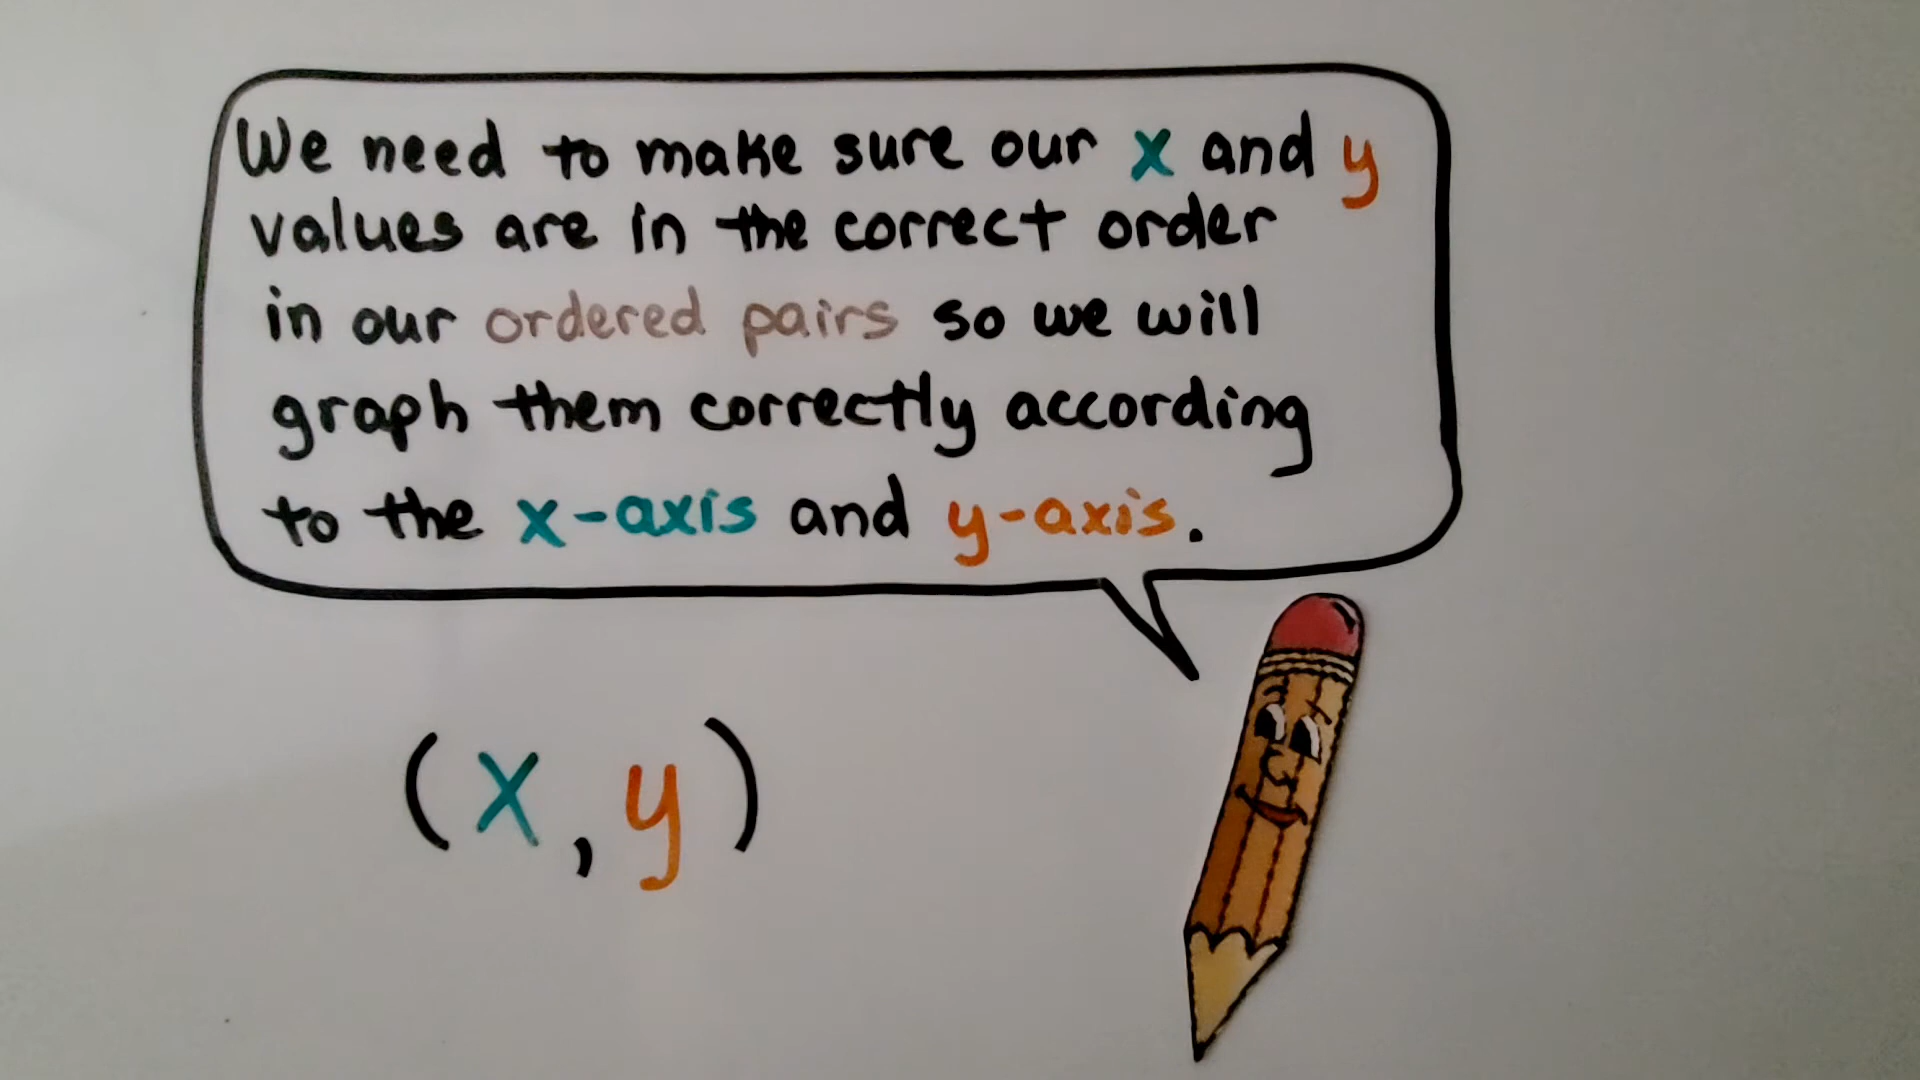 We need to make sure our x and y
values are in the correct order
in our ordered pairs so we will
graph them correctly according
to the x-axis and y-axis.
(x, y)